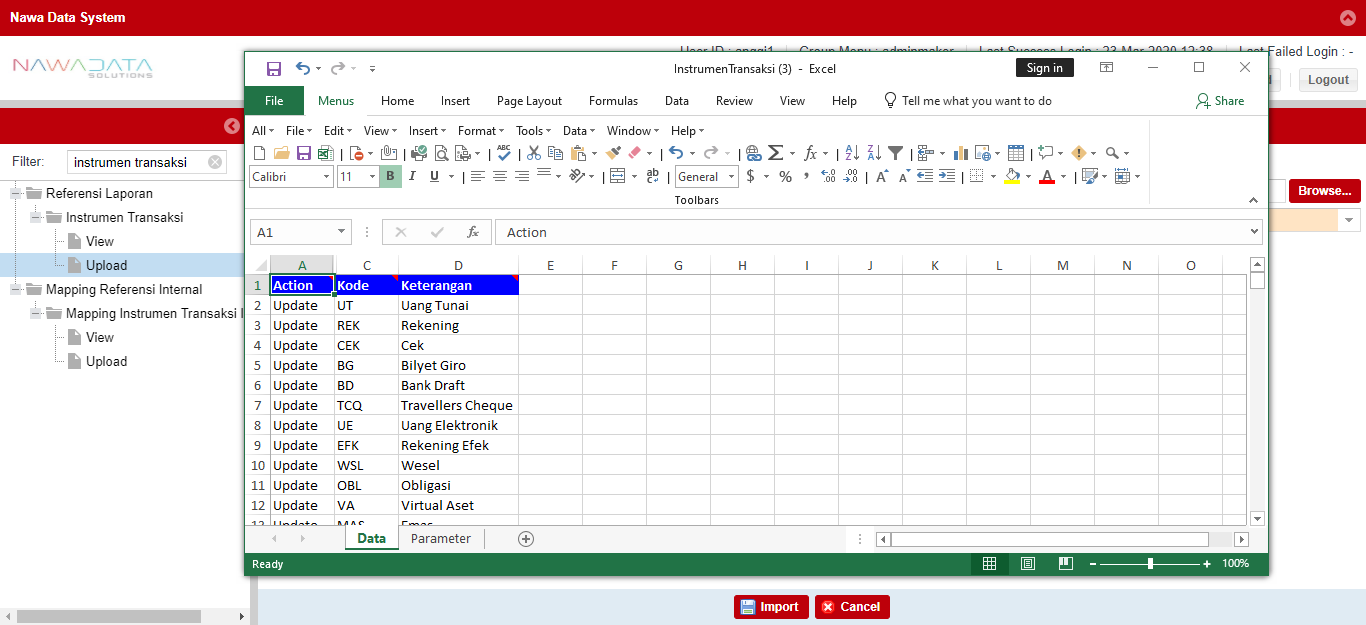 Nawa Data System
NAWADATA
SOLUTIONS
User ID : anggi1 Group Menu : adminmaker Last Success Login : 23 Mar 2020 12:38 Last Failed Login : -
Logout
InstrumenTransaksi (3) - Excel
Sign in
File Menus Home Insert Page Layout Formulas Data Review View Help Tell me what you want to do Share
All File Edit View Insert Format Tools Data Window Help
Calibri 11 B I U General $ %
Toolbars
A1 fx Action
Filter: instrumen transaksi
Browse...
Referensi Laporan
Instrumen Transaksi
View
Upload
Mapping Referensi Internal
Mapping Instrumen Transaksi
View
Upload
A C D E F G H I J K L M N O
1 Action Kode Keterangan
2 Update UT Uang Tunai
3 Update REK Rekening
4 Update CEK Cek
5 Update BG Bilyet Giro
6 Update BD Bank Draft
7 Update TCQ Travellers Cheque
8 Update UE Uang Elektronik
9 Update EFK Rekening Efek
10 Update WSL Wesel
11 Update OBL Obligasi
12 Update VA Virtual Aset
13 Update MAS Emas
Data Parameter
Ready 100%
Import Cancel